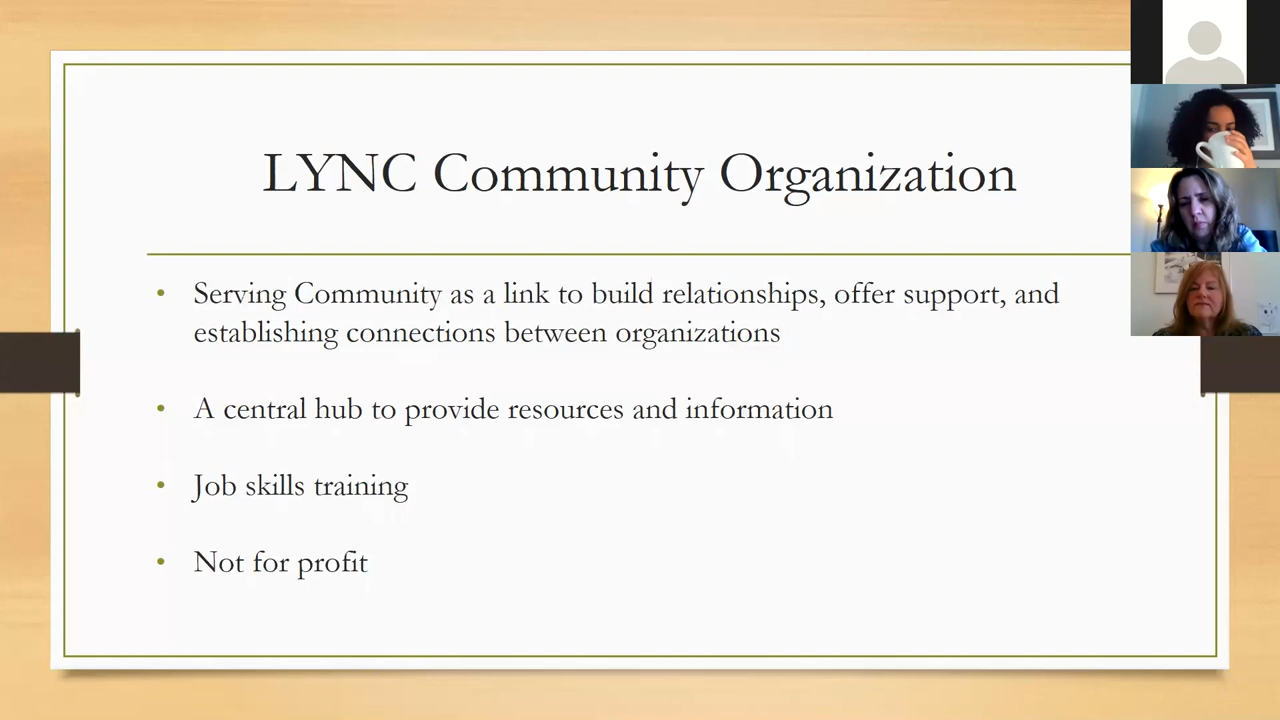 LYNC Community Organization
• Serving Community as a link to build relationships, offer support, and
establishing connections between organizations
• A central hub to provide resources and information
• Job skills training
• Not for profit